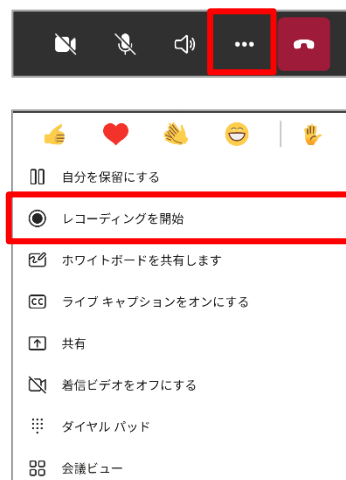 自分を保留にする
レコーディングを開始
ホワイトボードを共有します
CC ライブ キャプションをオンにする
共有
着信ビデオをオフにする
ダイヤル パッド
会議ビュー